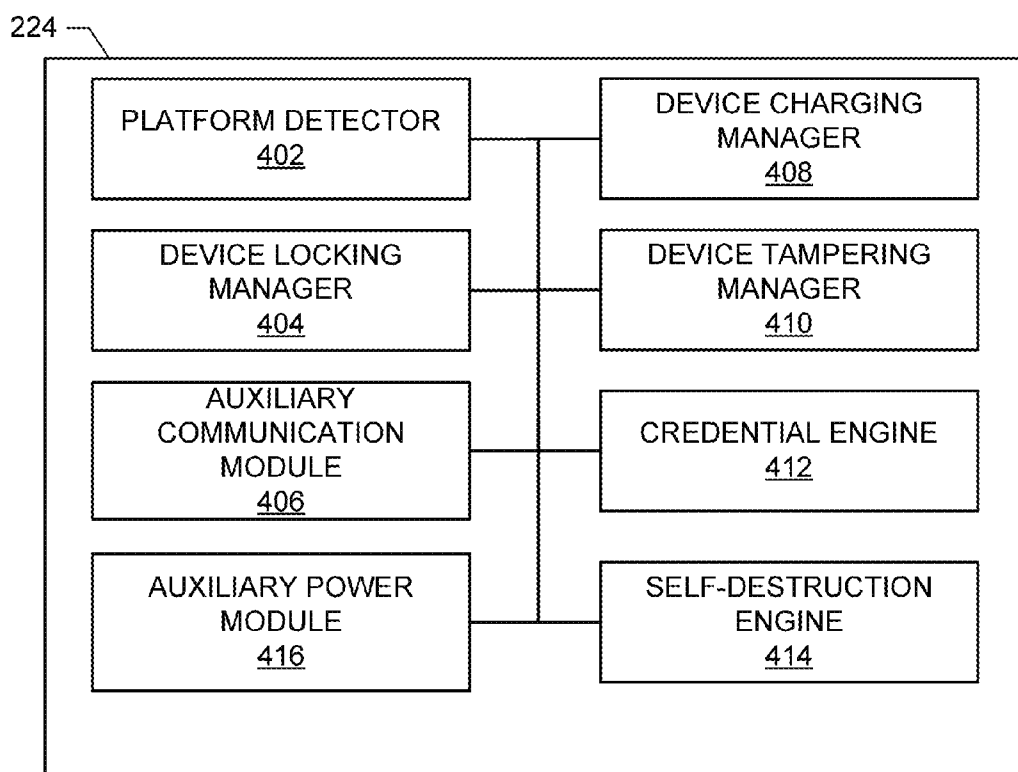 224
PLATFORM DETECTOR
402
DEVICE CHARGING
MANAGER
408
DEVICE LOCKING
MANAGER
404
DEVICE TAMPERING
MANAGER
410
AUXILIARY
COMMUNICATION
MODULE
406
CREDENTIAL ENGINE
412
AUXILIARY POWER
MODULE
416
SELF-DESTRUCTION
ENGINE
414